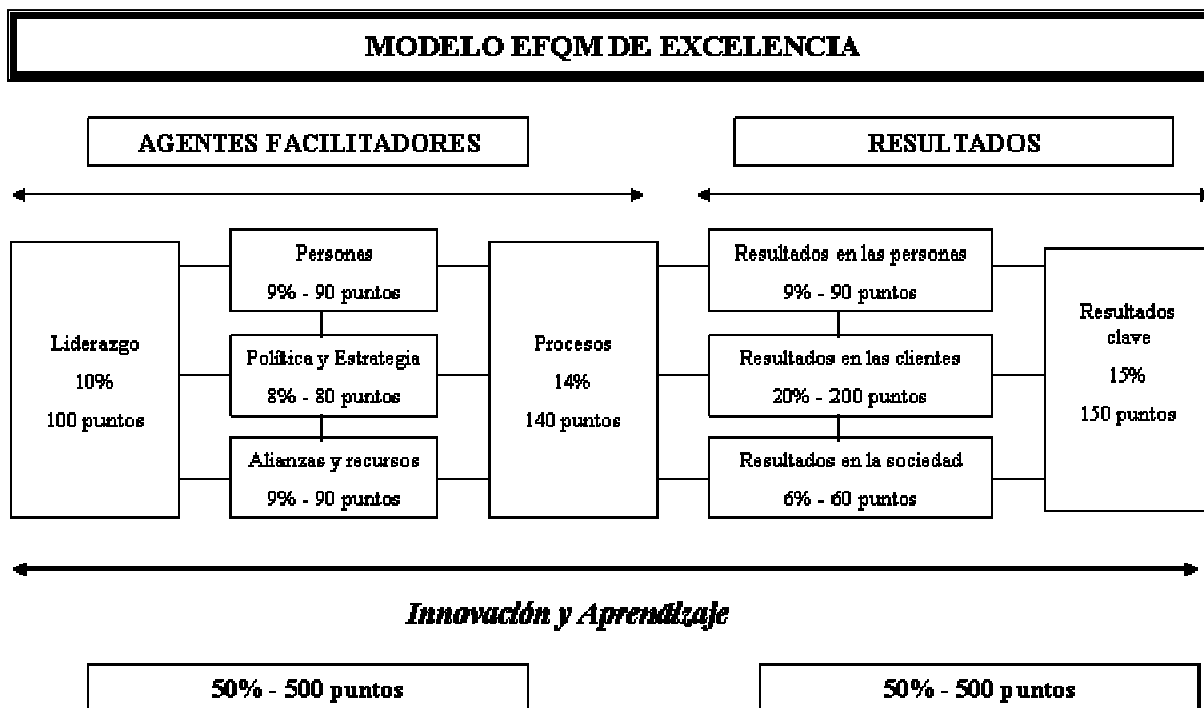 MODELO EFQM DE EXCELENCIA
AGENTES FACILITADORES
RESULTADOS
Liderazgo
10%
100 puntos
Personas
9% - 90 puntos
Política y Estrategia
8% - 80 puntos
Alianzas y recursos
9% - 90 puntos
Procesos
14%
140 puntos
Resultados en las personas
9% - 90 puntos
Resultados en las clientes
20% - 200 puntos
Resultados en la sociedad
6% - 60 puntos
Resultados
clave
15%
150 puntos
Innovación y Aprendizaje
50% - 500 puntos
50% - 500 puntos